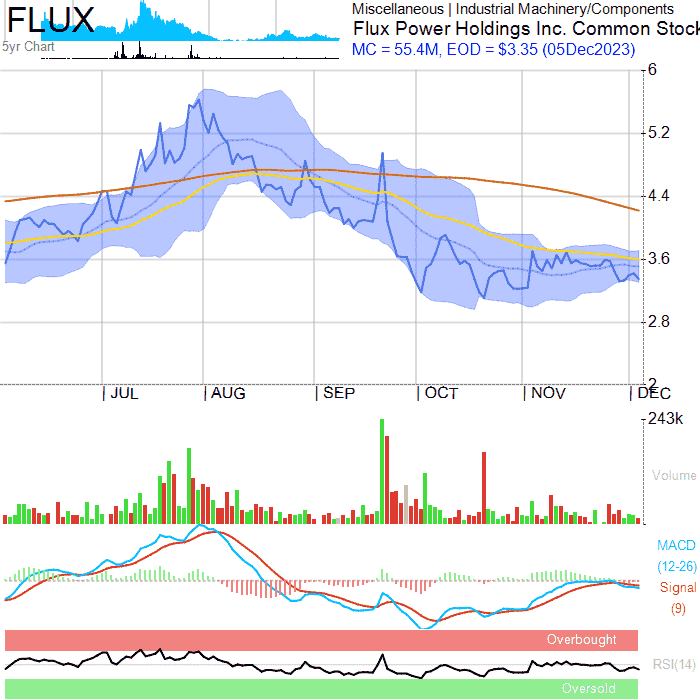 FLUX
5yr Chart
Miscellaneous | Industrial Machinery/Components
Flux Power Holdings Inc. Common Stock
MC = 55.4M, EOD = $3.35 (05Dec2023)
6
5.2
4.4
3.6
2.8
2
JUL AUG SEP OCT NOV DEC
243k
Volume
MACD
(12-26)
Signal
(9)
Overbought
RSI(14)
Oversold